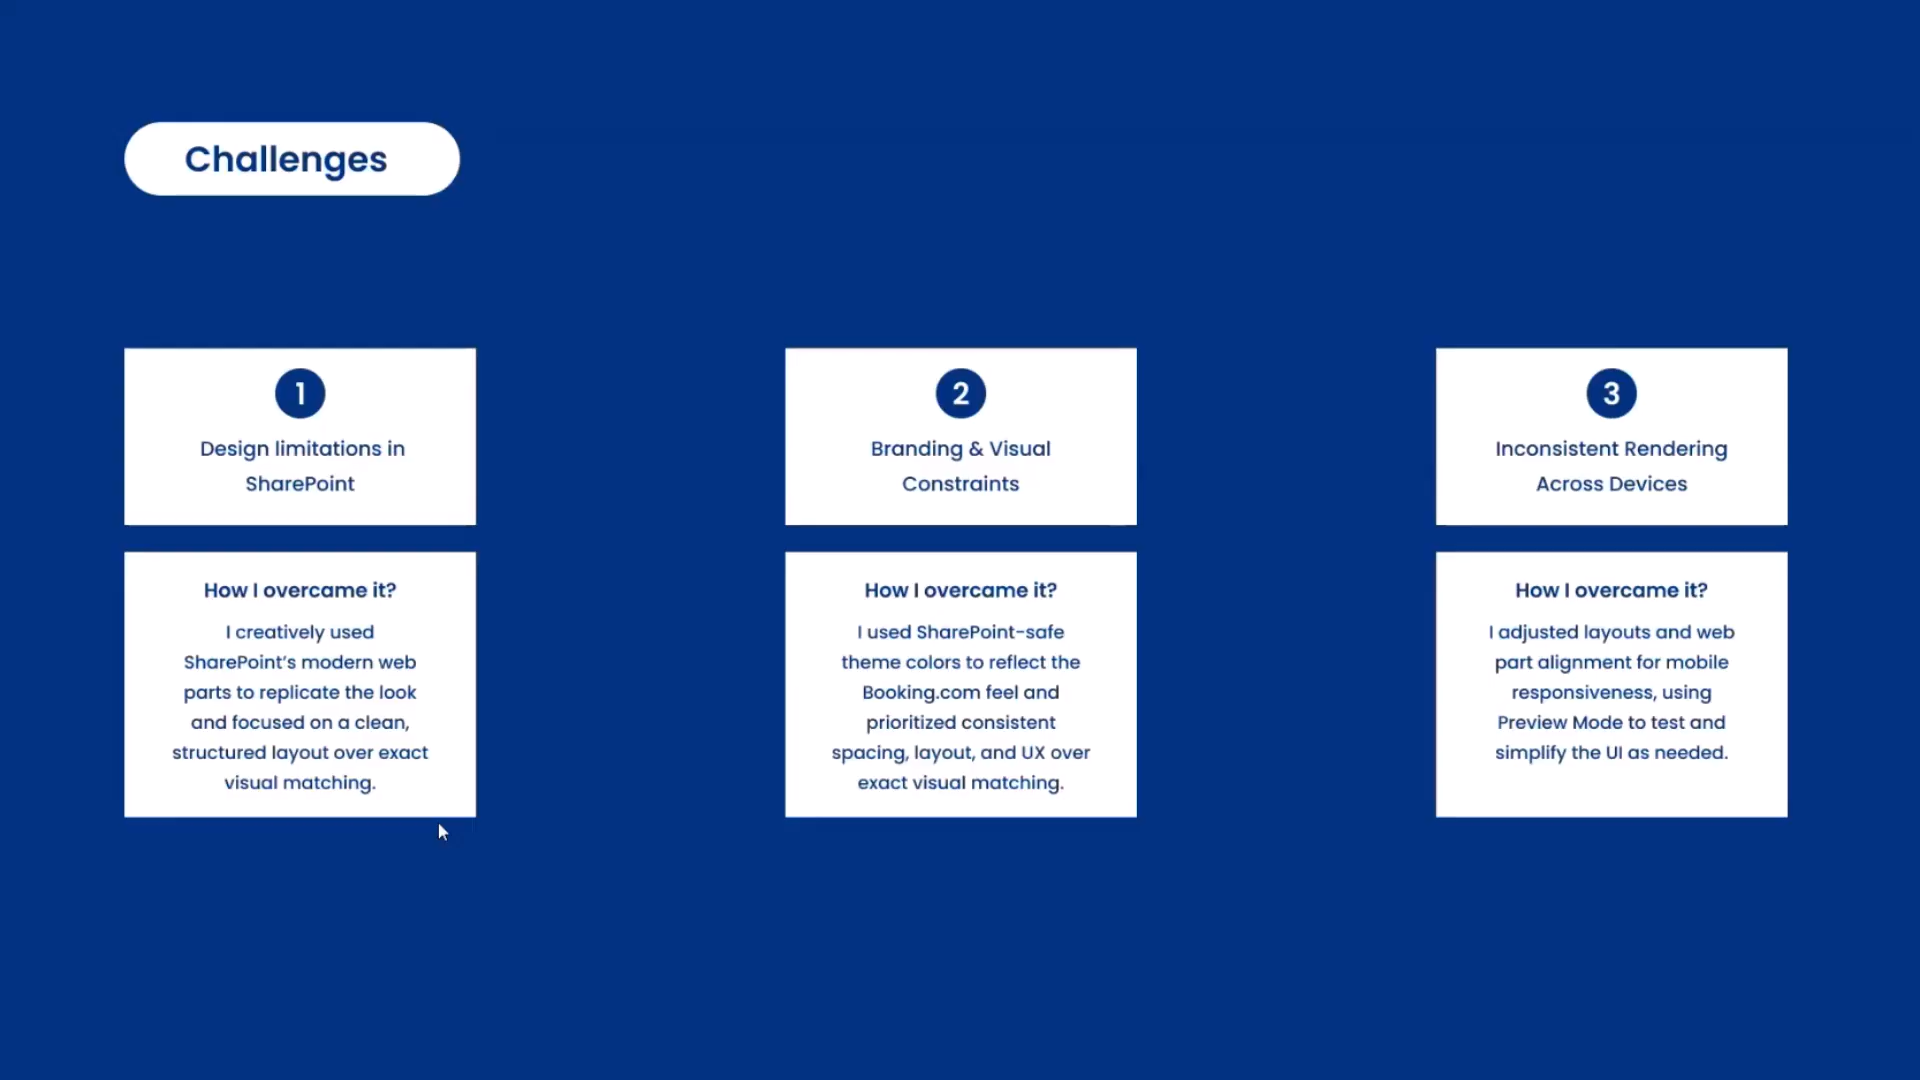 Challenges
1
Design limitations in
SharePoint
How I overcame it?
I creatively used
SharePoint's modern web
parts to replicate the look
and focused on a clean,
structured layout over exact
visual matching.
2
Branding & Visual
Constraints
How I overcame it?
I used SharePoint-safe
theme colors to reflect the
Booking.com feel and
prioritized consistent
spacing, layout, and UX over
exact visual matching.
3
Inconsistent Rendering
Across Devices
How I overcame it?
I adjusted layouts and web
part alignment for mobile
responsiveness, using
Preview Mode to test and
simplify the UI as needed.